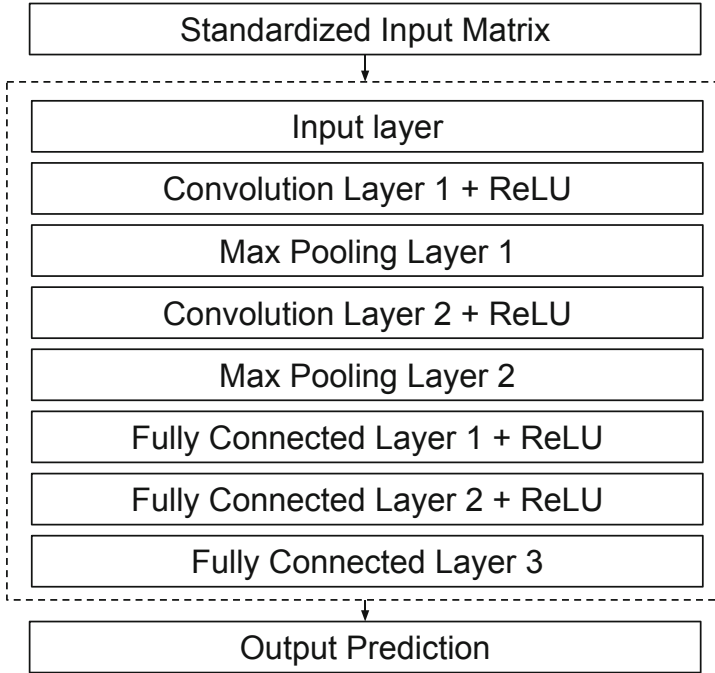 Standardized Input Matrix
Input layer
Convolution Layer 1 + ReLU
Max Pooling Layer 1
Convolution Layer 2 + ReLU
Max Pooling Layer 2
Fully Connected Layer 1 + ReLU
Fully Connected Layer 2 + ReLU
Fully Connected Layer 3
Output Prediction